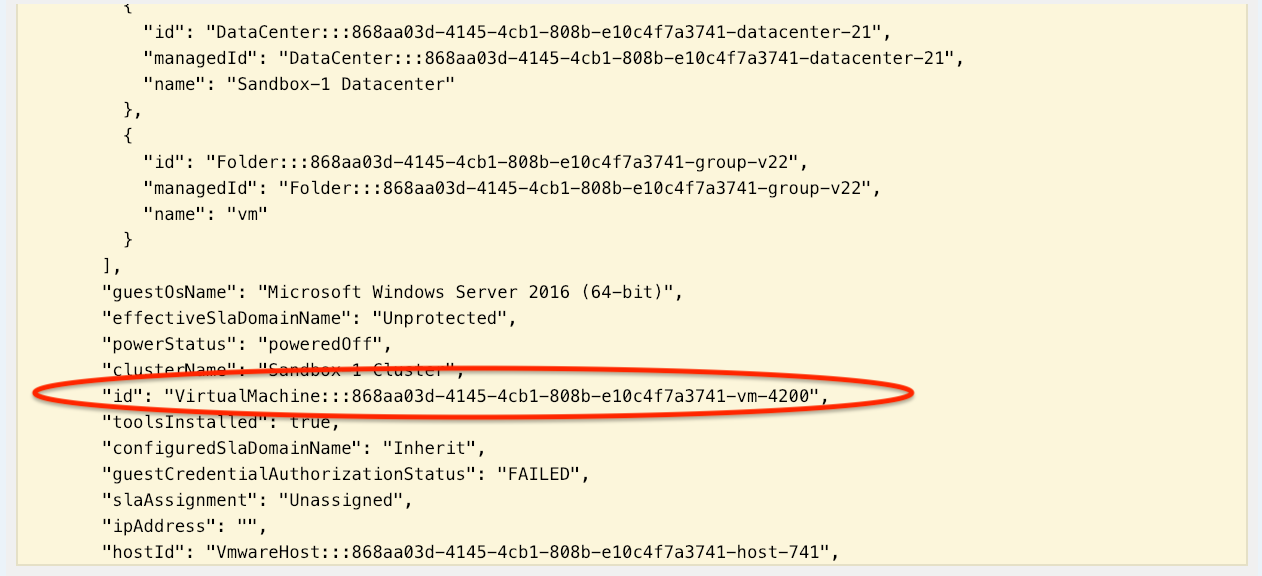 {
"id": "DataCenter:::868aa03d-4145-4cb1-808b-e10c4f7a3741-datacenter-21",
"managedId": "DataCenter:::868aa03d-4145-4cb1-808b-e10c4f7a3741-datacenter-21",
"name": "Sandbox-1 Datacenter"
},
{
"id": "Folder:::868aa03d-4145-4cb1-808b-e10c4f7a3741-group-v22",
"managedId": "Folder:::868aa03d-4145-4cb1-808b-e10c4f7a3741-group-v22",
"name": "vm"
}
],
"guestOsName": "Microsoft Windows Server 2016 (64-bit)",
"effectiveSlaDomainName": "Unprotected",
"powerStatus": "poweredOff",
"clusterName": "Sandbox-1 Cluster",
"id": "VirtualMachine:::868aa03d-4145-4cb1-808b-e10c4f7a3741-vm-4200",
"toolsInstalled": true,
"configuredSlaDomainName": "Inherit",
"guestCredentialAuthorizationStatus": "FAILED",
"slaAssignment": "Unassigned",
"ipAddress": "",
"hostId": "VmwareHost:::868aa03d-4145-4cb1-808b-e10c4f7a3741-host-741",